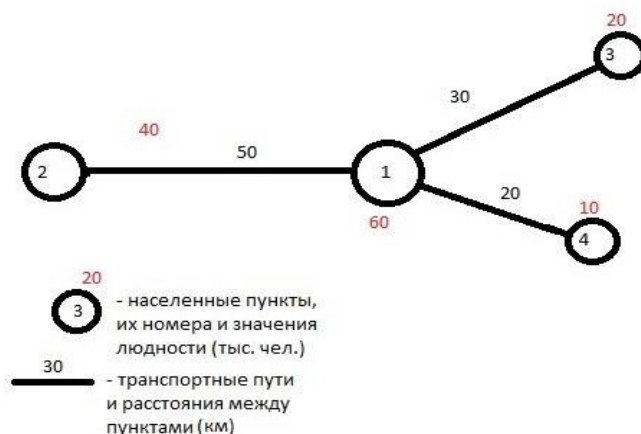 20
3
30
40
50
2
1
20
10
60
4
20
3
- населенные пункты,
их номера и значения
людности (тыс. чел.)
30
- транспортные пути
и расстояния между
пунктами (км)